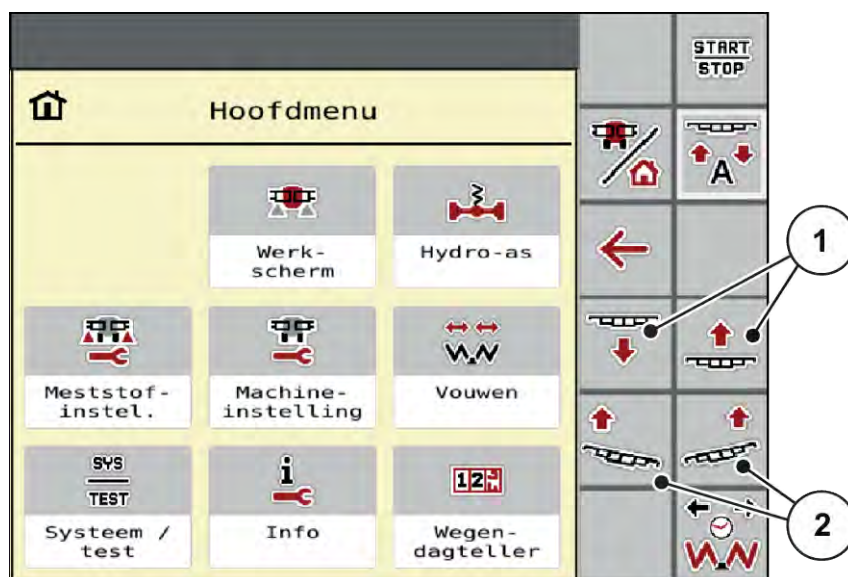 START
STOP
Hoofdmenu
A
Werk-
scherm
Hydro-as
1
Meststof-
instel.
Machine-
instelling
Vouwen
SYS
TEST
Systeem /
test
i
Info
12
Wegen-
dagteller
2